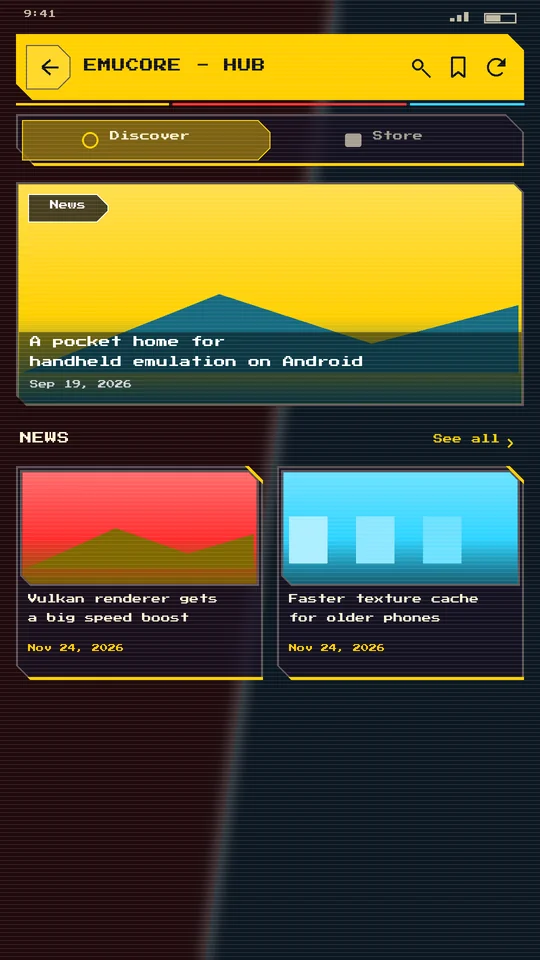 9:41
EMUCORE - HUB
Discover
Store
News
A pocket home for
handheld emulation on Android
Sep 19, 2026
NEWS
See all
Vulkan renderer gets
a big speed boost
Nov 24, 2026
Faster texture cache
for older phones
Nov 24, 2026